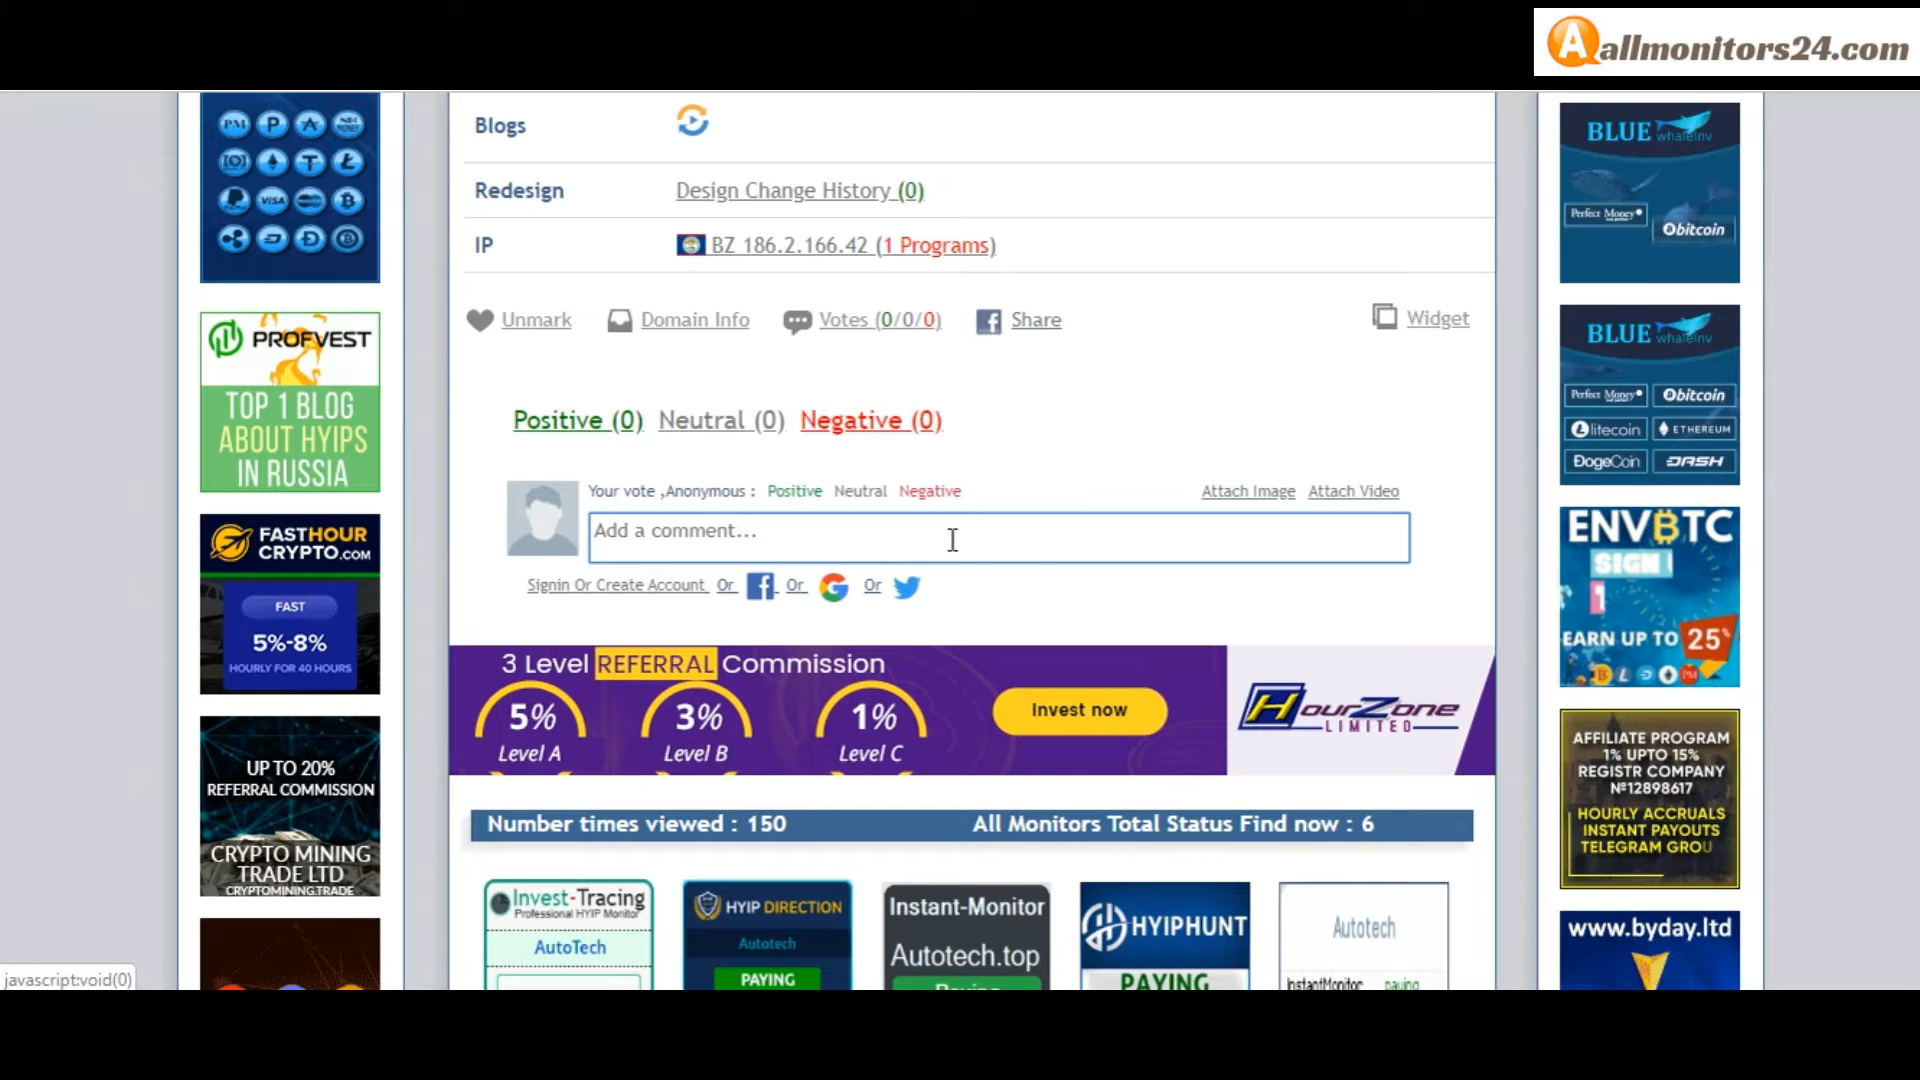 allmonitors24.com
PM
VISA
PROFVEST
TOP 1 BLOG
ABOUT HYIPS
IN RUSSIA
FASTHOUR
CRYPTO.COM
FAST
5%-8%
HOURLY FOR 40 HOURS
UP TO 20%
REFERRAL COMMISSION
CRYPTO MINING
TRADE LTD
CRYPTOMINING.TRADE
Blogs
Redesign Design Change History (0)
IP BZ 186.2.166.42 (1 Programs)
Unmark Domain Info Votes (0/0/0) Share Widget
Positive (0) Neutral (0) Negative (0)
Your vote ,Anonymous : Positive Neutral Negative Attach Image Attach Video
Add a comment...
Signin Or Create Account Or Or Or
3 Level REFERRAL Commission
5% 3% 1%
Level A Level B Level C
Invest now
HourZone
LIMITED
Number times viewed : 150 All Monitors Total Status Find now : 6
Invest-Tracing
Professional HYIP Monitor
AutoTech
HYIP DIRECTION
Autotech
PAYING
Instant-Monitor
Autotech.top
Paying
HYIPHUNT
PAYING
Autotech
InstantMonitor paying
BLUE
whaleinv
Perfect Money
bitcoin
BLUE
whaleinv
Perfect Money bitcoin
litecoin ETHEREUM
DogeCoin DASH
ENVBTC
SIGN
EARN UP TO 25%
AFFILIATE PROGRAM
1% UPTO 15%
REGISTR COMPANY
№12898617
HOURLY ACCRUALS
INSTANT PAYOUTS
TELEGRAM GROU
www.byday.ltd
javascript:void(0)